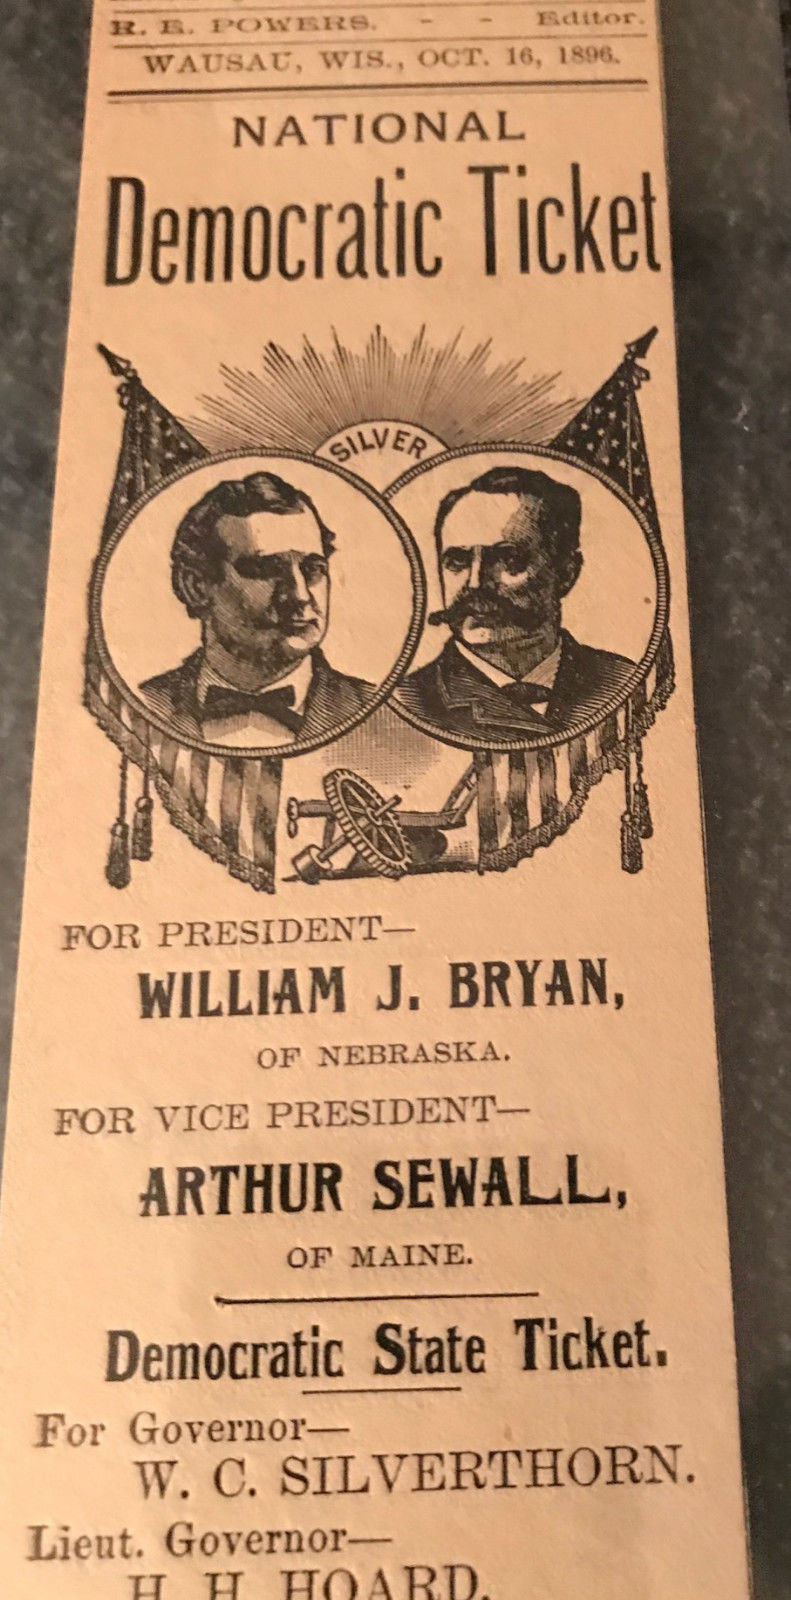 R. E. POWERS. - - Editor.
WAUSAU, WIS., OCT. 16, 1896.
NATIONAL
Democratic Ticket
SILVER
FOR PRESIDENT—
WILLIAM J. BRYAN,
OF NEBRASKA.
FOR VICE PRESIDENT—
ARTHUR SEWALL,
OF MAINE.
Democratic State Ticket.
For Governor—
W. C. SILVERTHORN.
Lieut. Governor—
H. H. HOARD.